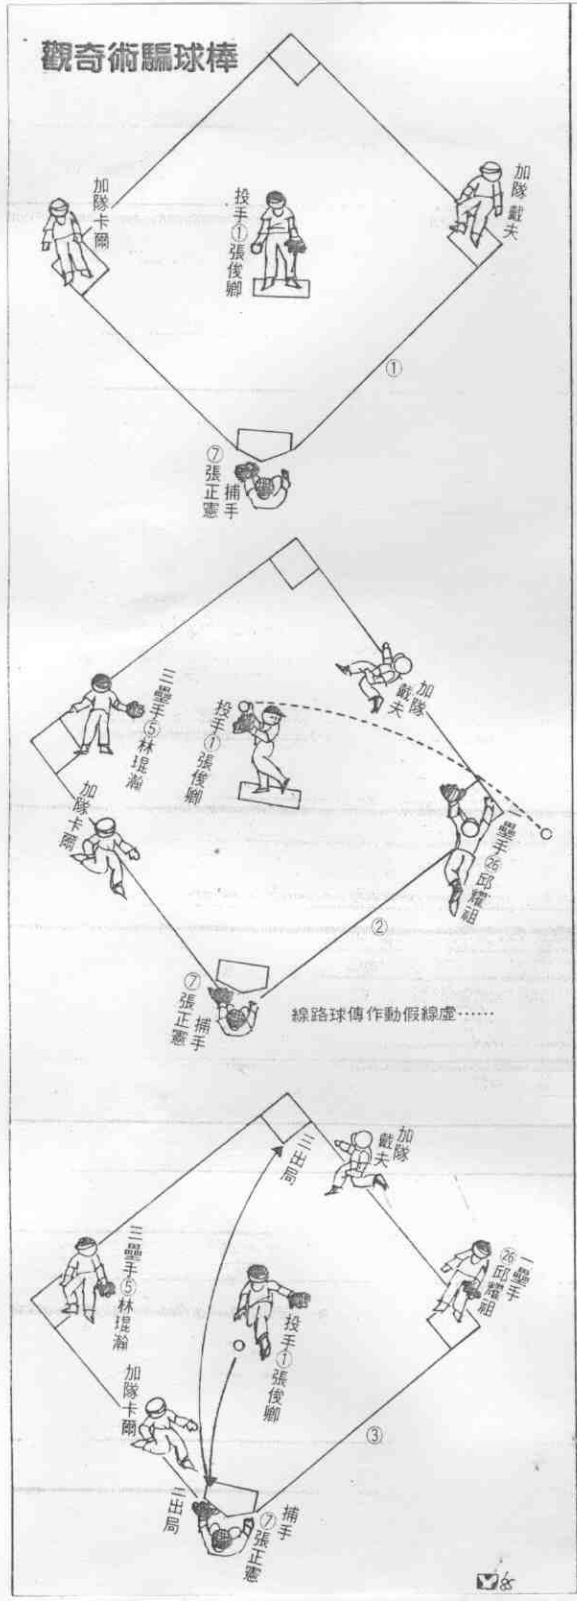 棒球騙術奇觀
加隊 戴夫
投手①張俊卿
加隊卡爾
①
捕手
⑦張正憲
加隊
戴夫
三壘手⑤林琨瀚
投手①張俊卿
一壘手㉖邱耀祖
加隊卡爾
②
捕手
⑦張正憲
……虛線假動作傳球路線
加隊
戴夫
三出局
一壘手
㉖邱耀祖
三壘手⑤林琨瀚
投手①張俊卿
加隊卡爾
③
二出局
捕手
⑦張正憲
85